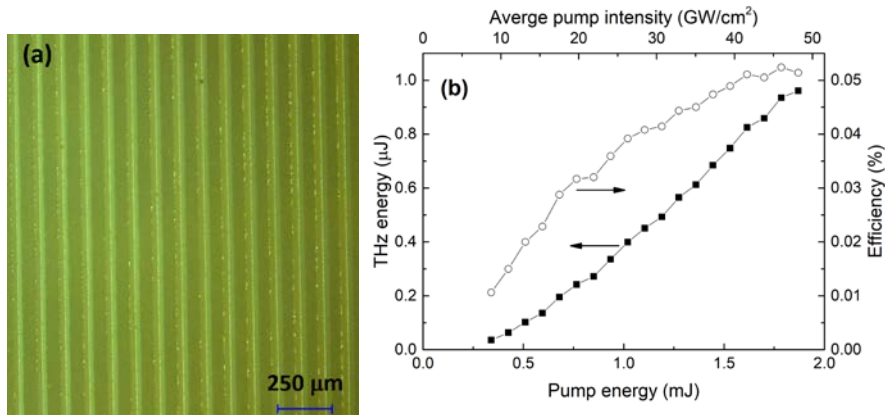 (a)
250 μm
Averge pump intensity (GW/cm²)
0 10 20 30 40 50
(b)
THz energy (μJ)
1.0
0.8
0.6
0.4
0.2
0.0
0.05
0.04
0.03
0.02
0.01
0.00
Efficiency (%)
0.0 0.5 1.0 1.5 2.0
Pump energy (mJ)